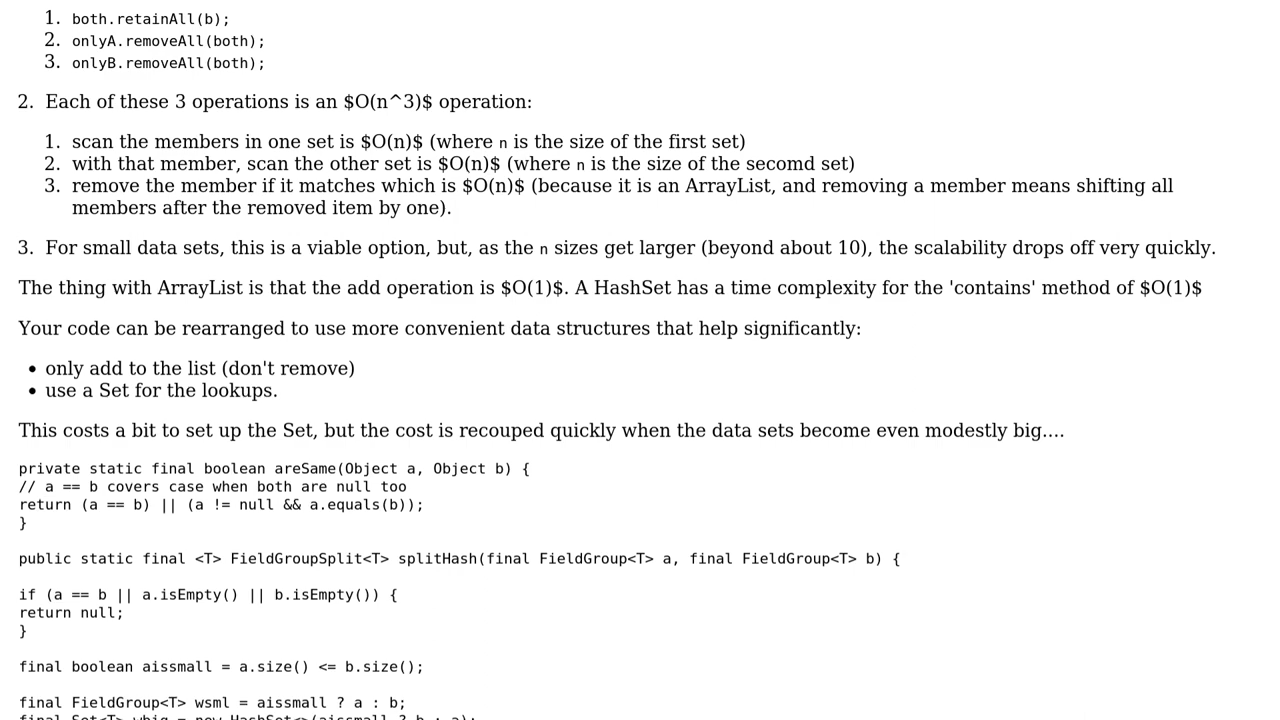 1. both.retainAll(b);
2. onlyA.removeAll(both);
3. onlyB.removeAll(both);
2. Each of these 3 operations is an $O(n^3)$ operation:
1. scan the members in one set is $O(n)$ (where n is the size of the first set)
2. with that member, scan the other set is $O(n)$ (where n is the size of the secomd set)
3. remove the member if it matches which is $O(n)$ (because it is an ArrayList, and removing a member means shifting all
members after the removed item by one).
3. For small data sets, this is a viable option, but, as the n sizes get larger (beyond about 10), the scalability drops off very quickly.
The thing with ArrayList is that the add operation is $O(1)$. A HashSet has a time complexity for the 'contains' method of $O(1)$
Your code can be rearranged to use more convenient data structures that help significantly:
• only add to the list (don't remove)
• use a Set for the lookups.
This costs a bit to set up the Set, but the cost is recouped quickly when the data sets become even modestly big....
private static final boolean areSame(Object a, Object b) {
// a == b covers case when both are null too
return (a == b) || (a != null && a.equals(b));
}
public static final <T> FieldGroupSplit<T> splitHash(final FieldGroup<T> a, final FieldGroup<T> b) {
if (a == b || a.isEmpty() || b.isEmpty()) {
return null;
}
final boolean aissmall = a.size() <= b.size();
final FieldGroup<T> wsml = aissmall ? a : b;
final Set<T> wbig = new HashSet<>(aissmall ? b : a);